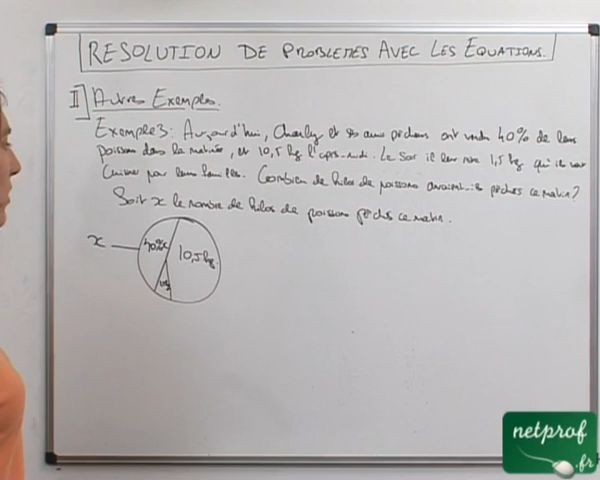 RESOLUTION DE PROBLEMES AVEC LES EQUATIONS.
II] Autres Exemples.
Exemple 3: Aujourd'hui, Charly et ses amis pêcheurs ont vendu 40% de leurs
poissons dans la matinée, et 10,5 kg l'après-midi. Le soir il leur reste 1,5 kg qu'ils vont
cuisiner pour leur famille. Combien de kilos de poissons avaient-ils pêchés ce matin?
Soit x le nombre de kilos de poissons pêchés ce matin.
x
40%x
10,5 kg
netprof
.fr